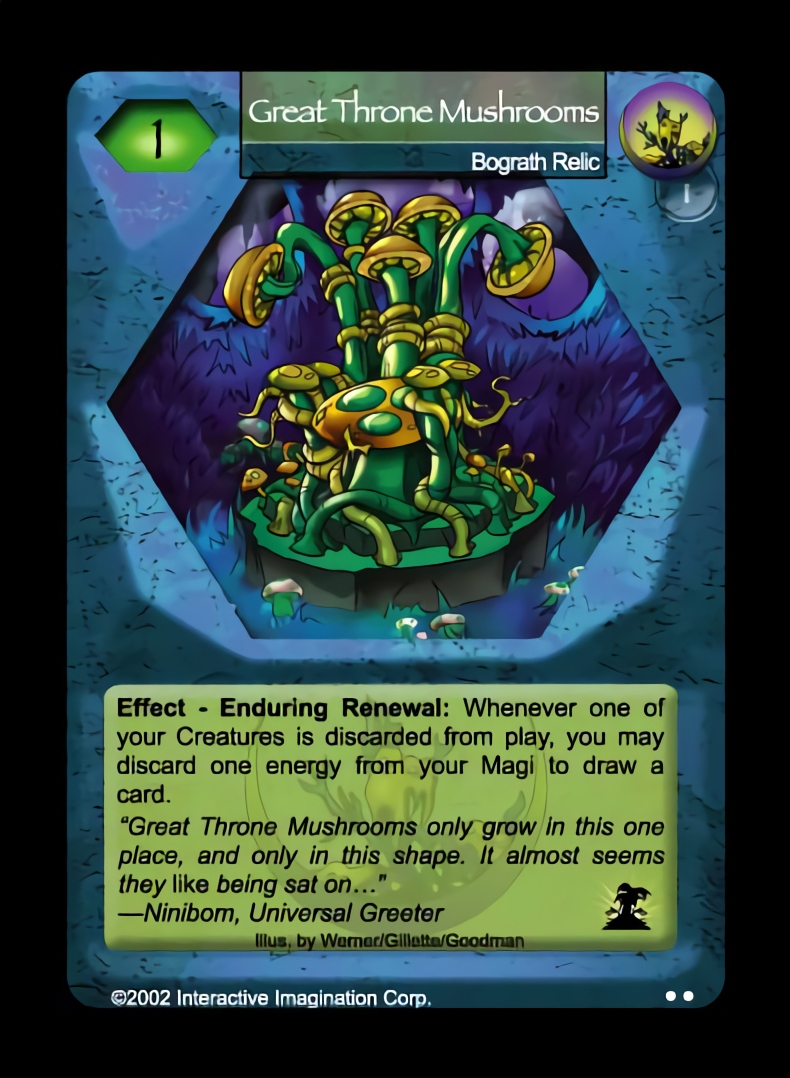 1
Great Throne Mushrooms
Bograth Relic
1
Effect - Enduring Renewal: Whenever one of
your Creatures is discarded from play, you may
discard one energy from your Magi to draw a
card.
"Great Throne Mushrooms only grow in this one
place, and only in this shape. It almost seems
they like being sat on..."
—Ninibom, Universal Greeter
Illus. by Werner/Gillette/Goodman
©2002 Interactive Imagination Corp.